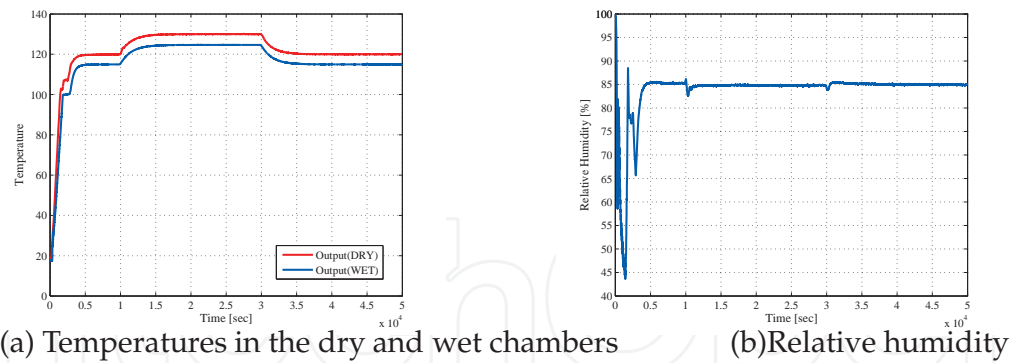 140
120
100
80
60
40
20
0
Temperature
Output(DRY)
Output(WET)
0 0.5 1 1.5 2 2.5 3 3.5 4 4.5 5
Time [sec]
x 10^4
100
95
90
85
80
75
70
65
60
55
50
45
40
Relative Humidity [%]
0 0.5 1 1.5 2 2.5 3 3.5 4 4.5 5
Time [sec]
x 10^4
(a) Temperatures in the dry and wet chambers
(b)Relative humidity